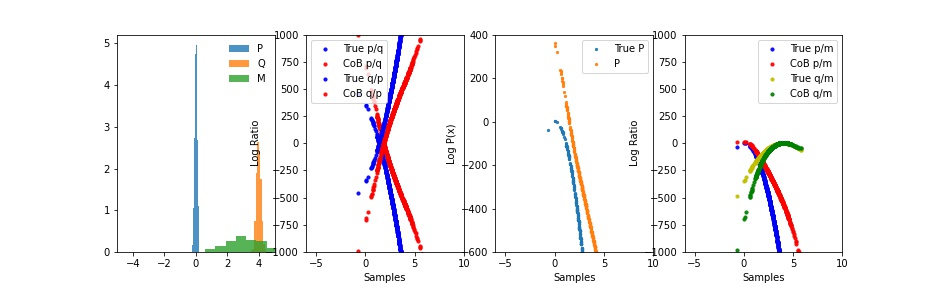 5
4
3
2
1
0
−4
−2
0
2
4
P
Q
M
Log Ratio
1000
750
500
250
0
−250
−500
−750
1000
−5
0
5
10
Samples
True p/q
CoB p/q
True q/p
CoB q/p
Log P(x)
400
200
0
−200
−400
−600
−5
0
5
10
Samples
True P
P
Log Ratio
1000
750
500
250
0
−250
−500
−750
1000
−5
0
5
10
Samples
True p/m
CoB p/m
True q/m
CoB q/m